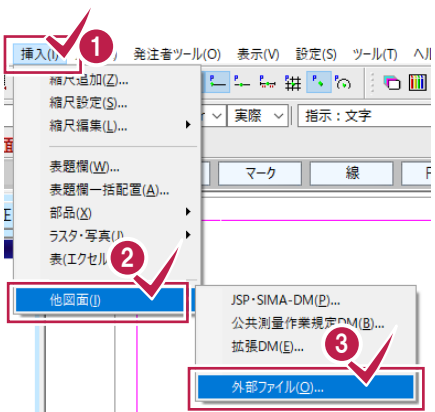 挿入(I) 発注者ツール(O) 表示(V) 設定(S) ツール(T)
1
縮尺追加(Z)...
縮尺設定(S)...
縮尺編集(L)...
実際 指示：文字
表題欄(W)...
マーク 線
表題欄一括配置(A)...
部品(X)
ラスタ・写真(J)
表(エクセル
2
他図面(I)
JSP・SIMA-DM(P)...
公共測量作業規定DM(B)...
拡張DM(E)...
3
外部ファイル(O)...